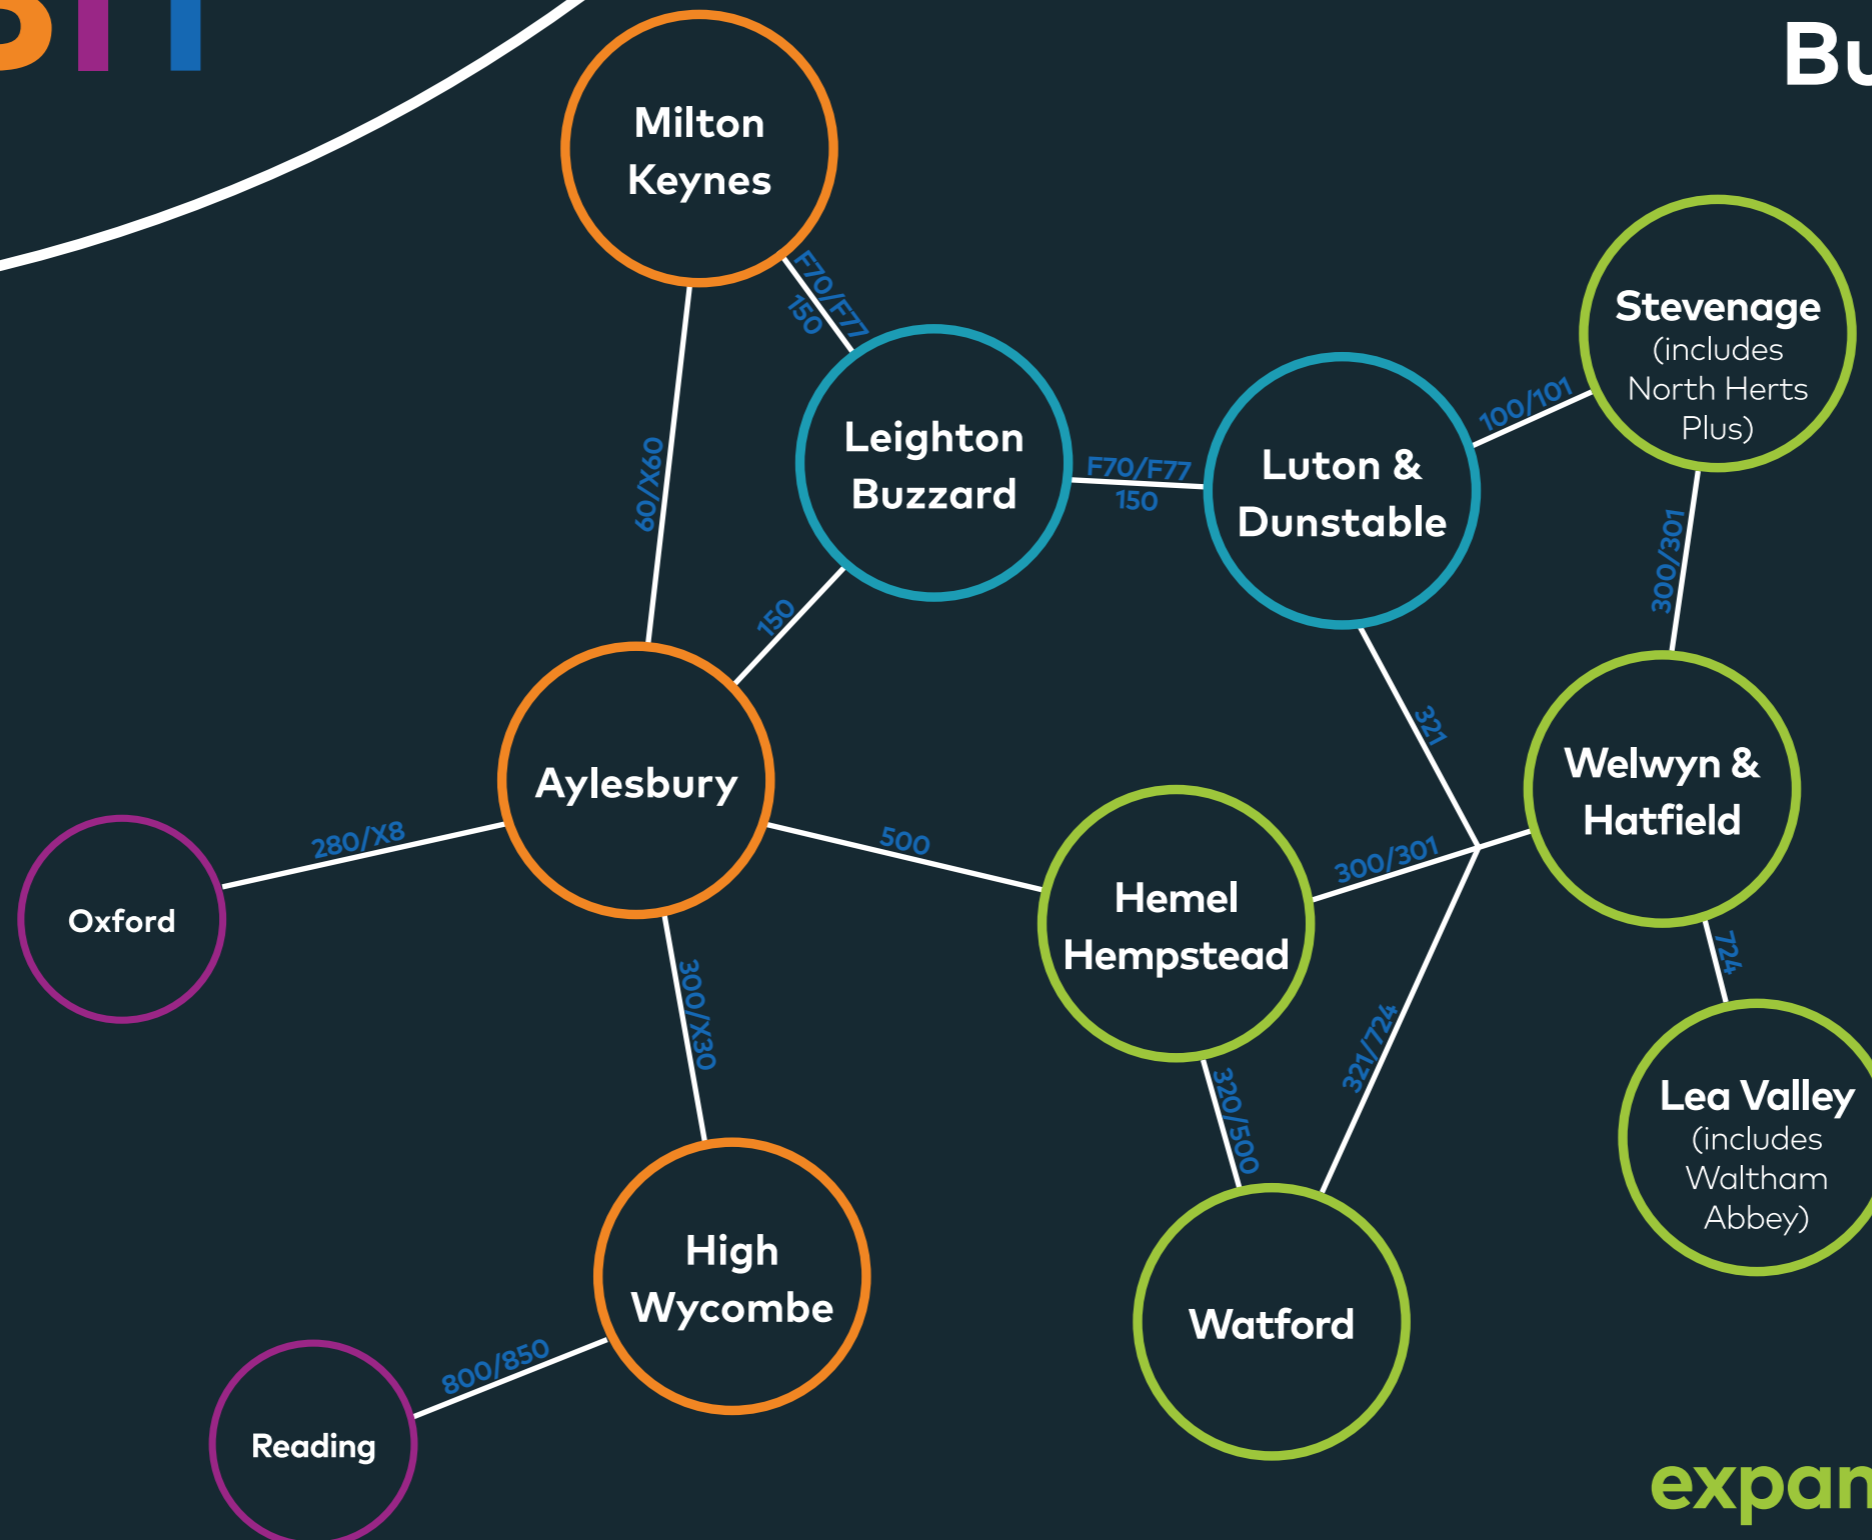 Bu
Milton
Keynes
F70/F77
150
60/X60
Stevenage
(includes
North Herts
Plus)
100/101
Leighton
Buzzard
F70/F77
150
Luton &
Dunstable
300/301
150
321
Aylesbury
Welwyn &
Hatfield
280/X8
500
300/301
Oxford
Hemel
Hempstead
724
300/X30
321/724
320/500
Lea Valley
(includes
Waltham
Abbey)
High
Wycombe
Watford
800/850
Reading
expan